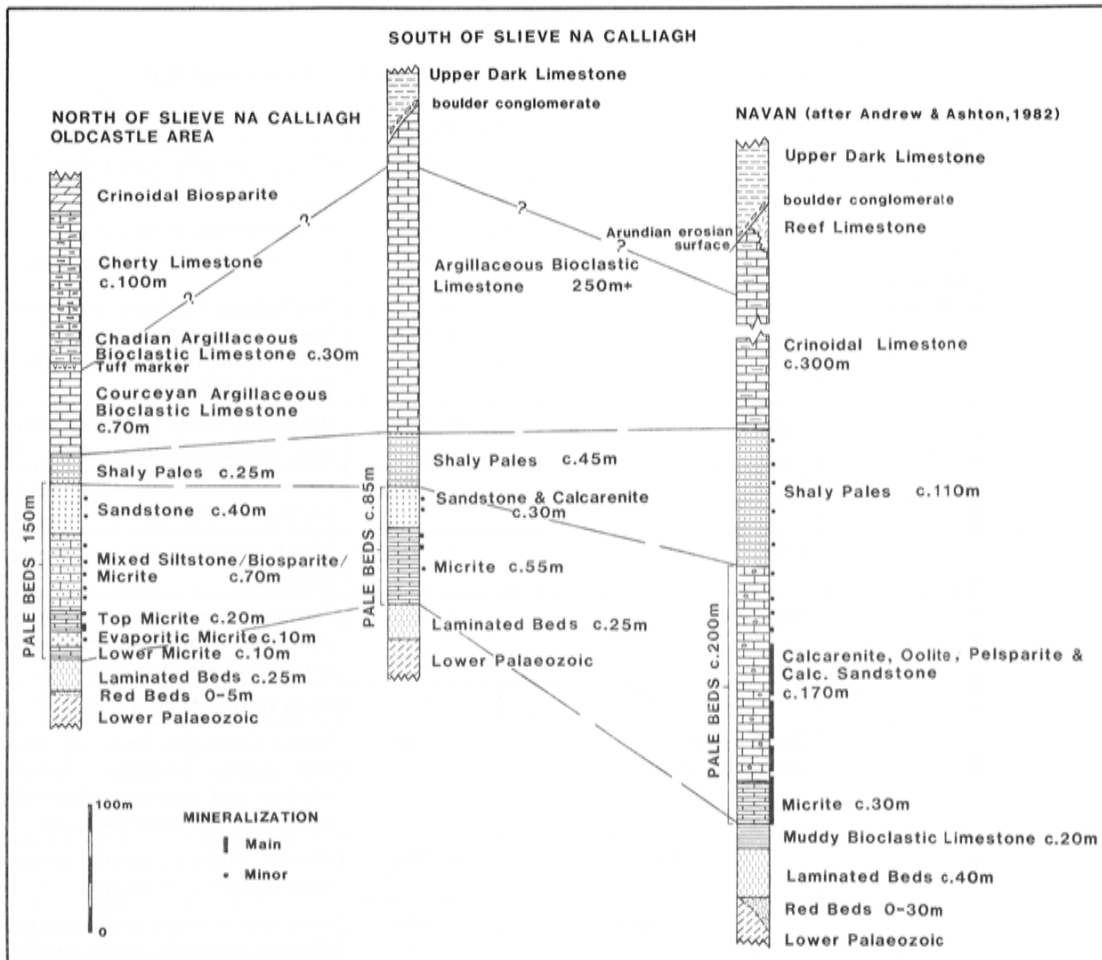 SOUTH OF SLIEVE NA CALLIAGH
Upper Dark Limestone
boulder conglomerate
?
Argillaceous Bioclastic
Limestone 250m+
Shaly Pales c.45m
Sandstone & Calcarenite
c.30m
PALE BEDS c.85m
Micrite c.55m
Laminated Beds c.25m
Lower Palaeozoic
NORTH OF SLIEVE NA CALLIAGH
OLDCASTLE AREA
Crinoidal Biosparite
?
Cherty Limestone
c.100m
?
Chadian Argillaceous
Bioclastic Limestone c.30m
Tuff marker
Courceyan Argillaceous
Bioclastic Limestone
c.70m
Shaly Pales c.25m
PALE BEDS 150m
Sandstone c.40m
Mixed Siltstone/Biosparite/
Micrite c.70m
Top Micrite c.20m
Evaporitic Micrite c.10m
Lower Micrite c.10m
Laminated Beds c.25m
Red Beds 0-5m
Lower Palaeozoic
NAVAN (after Andrew & Ashton,1982)
Upper Dark Limestone
boulder conglomerate
Arundian erosian
surface
?
Reef Limestone
Crinoidal Limestone
c.300m
Shaly Pales c.110m
PALE BEDS c.200m
Calcarenite, Oolite, Pelsparite &
Calc. Sandstone
c.170m
Micrite c.30m
Muddy Bioclastic Limestone c.20m
Laminated Beds c.40m
Red Beds 0-30m
Lower Palaeozoic
100m
0
MINERALIZATION
Main
Minor